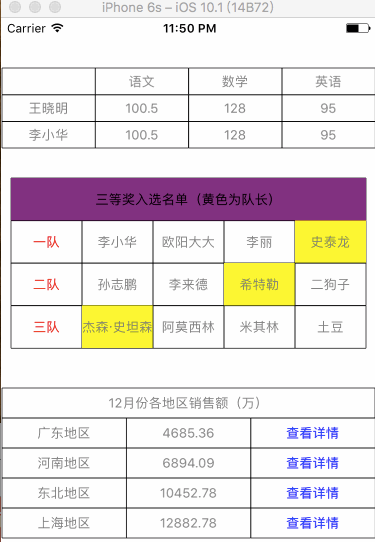 iPhone 6s – iOS 10.1 (14B72)
Carrier 11:50 PM
语文 数学 英语
王晓明 100.5 128 95
李小华 100.5 128 95
三等奖入选名单（黄色为队长）
一队 李小华 欧阳大大 李丽 史泰龙
二队 孙志鹏 李来德 希特勒 二狗子
三队 杰森·史坦森 阿莫西林 米其林 土豆
12月份各地区销售额（万）
广东地区 4685.36 查看详情
河南地区 6894.09 查看详情
东北地区 10452.78 查看详情
上海地区 12882.78 查看详情